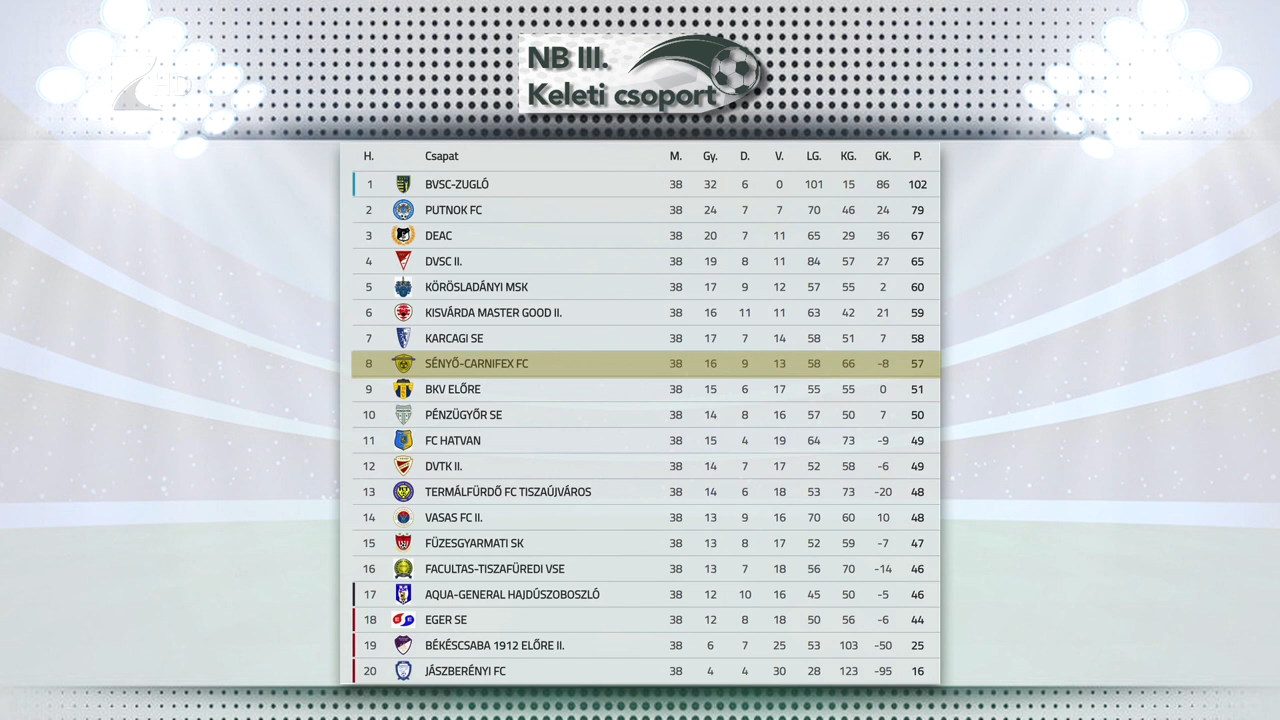 NB III.
Keleti csoport
HD
H. Csapat M. Gy. D. V. LG. KG. GK. P.
1 BVSC-ZUGLÓ 38 32 6 0 101 15 86 102
2 PUTNOK FC 38 24 7 7 70 46 24 79
3 DEAC 38 20 7 11 65 29 36 67
4 DVSC II. 38 19 8 11 84 57 27 65
5 KÖRÖSLADÁNYI MSK 38 17 9 12 57 55 2 60
6 KISVÁRDA MASTER GOOD II. 38 16 11 11 63 42 21 59
7 KARCAGI SE 38 17 7 14 58 51 7 58
8 SÉNYŐ-CARNIFEX FC 38 16 9 13 58 66 -8 57
9 BKV ELŐRE 38 15 6 17 55 55 0 51
10 PÉNZÜGYŐR SE 38 14 8 16 57 50 7 50
11 FC HATVAN 38 15 4 19 64 73 -9 49
12 DVTK II. 38 14 7 17 52 58 -6 49
13 TERMÁLFÜRDŐ FC TISZAÚJVÁROS 38 14 6 18 53 73 -20 48
14 VASAS FC II. 38 13 9 16 70 60 10 48
15 FÜZESGYARMATI SK 38 13 8 17 52 59 -7 47
16 FACULTAS-TISZAFÜREDI VSE 38 13 7 18 56 70 -14 46
17 AQUA-GENERAL HAJDÚSZOBOSZLÓ 38 12 10 16 45 50 -5 46
18 EGER SE 38 12 8 18 50 56 -6 44
19 BÉKÉSCSABA 1912 ELŐRE II. 38 6 7 25 53 103 -50 25
20 JÁSZBERÉNYI FC 38 4 4 30 28 123 -95 16